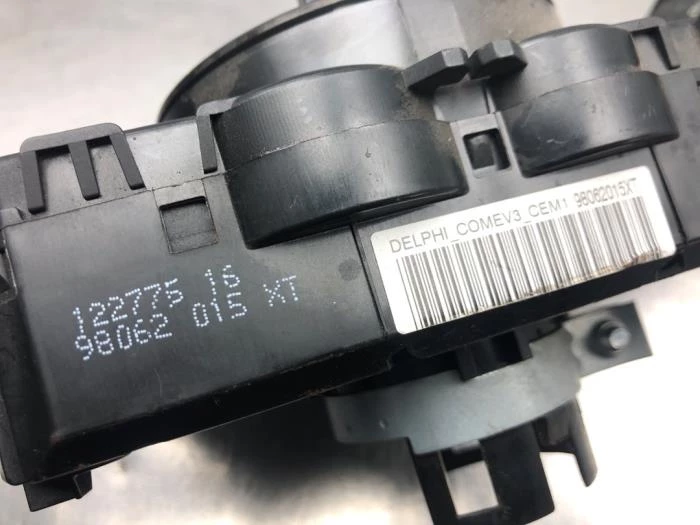 122775 16
98062 015 XT
DELPHI_COMEV3_CEM1 98062015XT